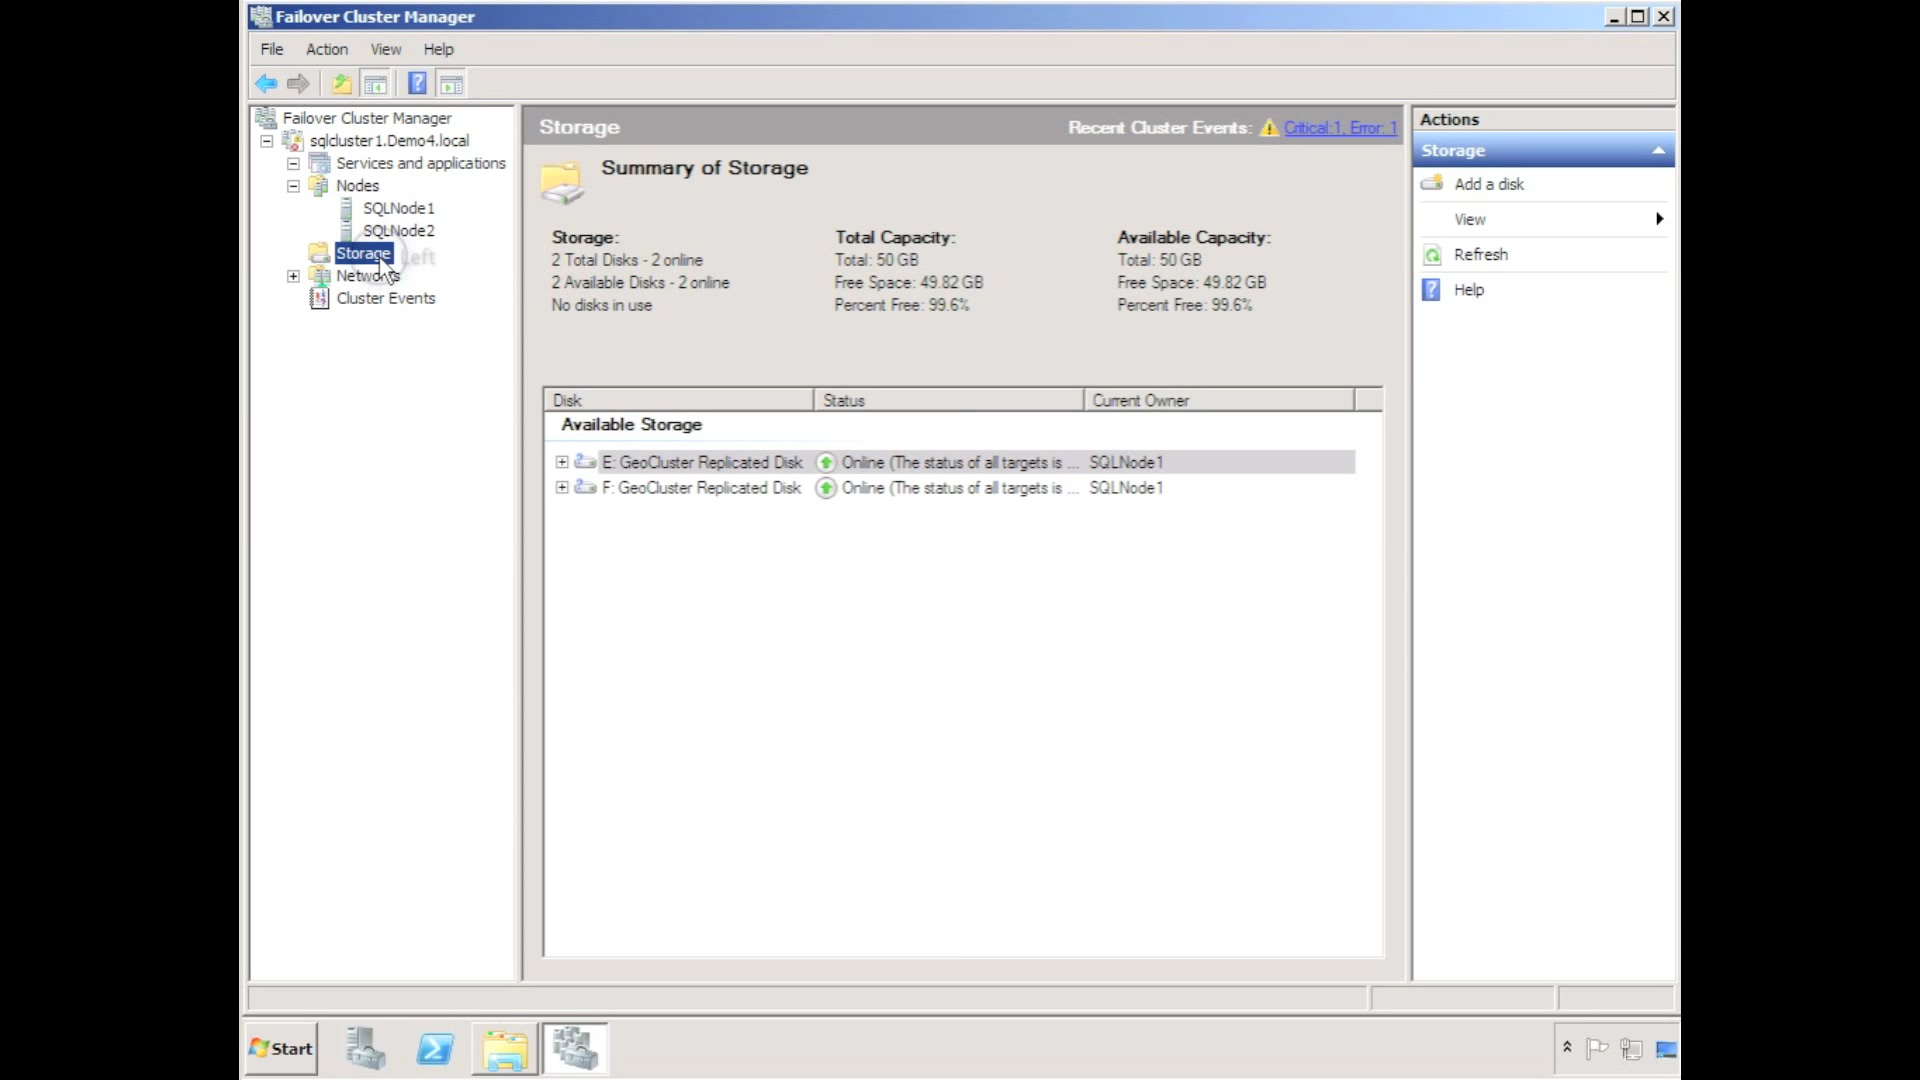 Failover Cluster Manager
File Action View Help
Failover Cluster Manager
sqlcluster1.Demo4.local
Services and applications
Nodes
SQLNode1
SQLNode2
Storage
Left
Networks
Cluster Events
Storage
Recent Cluster Events: Critical:1, Error: 1
Summary of Storage
Storage:
2 Total Disks - 2 online
2 Available Disks - 2 online
No disks in use
Total Capacity:
Total: 50 GB
Free Space: 49.82 GB
Percent Free: 99.6%
Available Capacity:
Total: 50 GB
Free Space: 49.82 GB
Percent Free: 99.6%
Disk Status Current Owner
Available Storage
E: GeoCluster Replicated Disk Online (The status of all targets is ... SQLNode1
F: GeoCluster Replicated Disk Online (The status of all targets is ... SQLNode1
Actions
Storage
Add a disk
View
Refresh
Help
Start